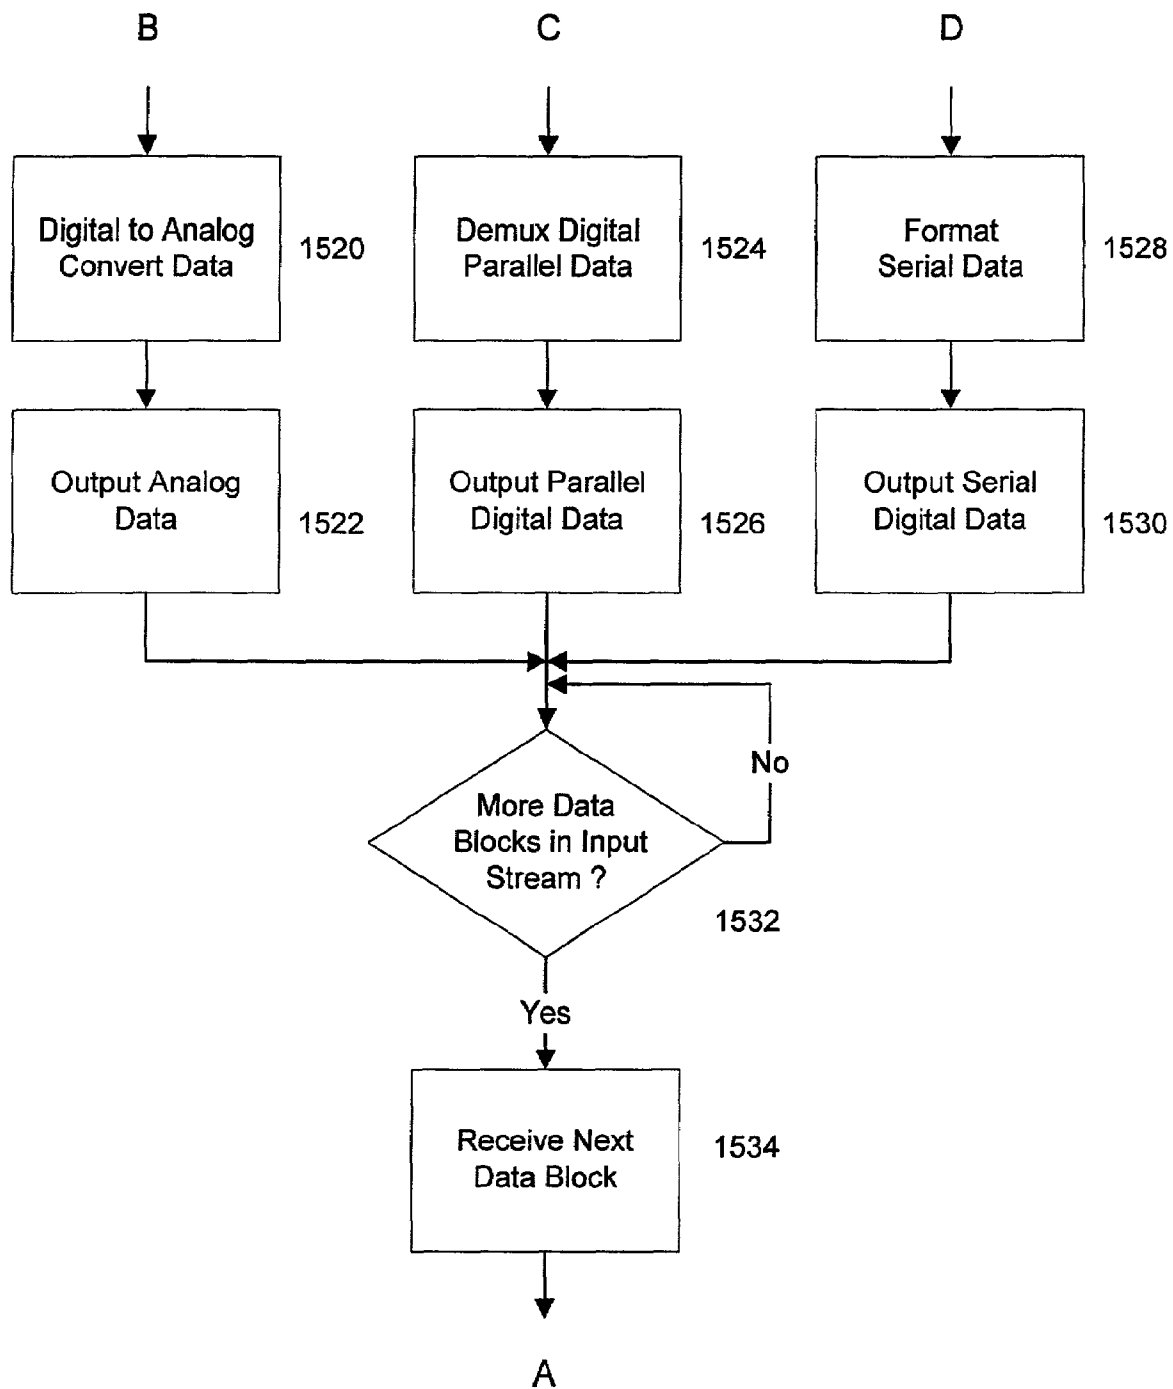 B
C
D
Digital to Analog
Convert Data
1520
Demux Digital
Parallel Data
1524
Format
Serial Data
1528
Output Analog
Data
1522
Output Parallel
Digital Data
1526
Output Serial
Digital Data
1530
No
More Data
Blocks in Input
Stream ?
1532
Yes
Receive Next
Data Block
1534
A